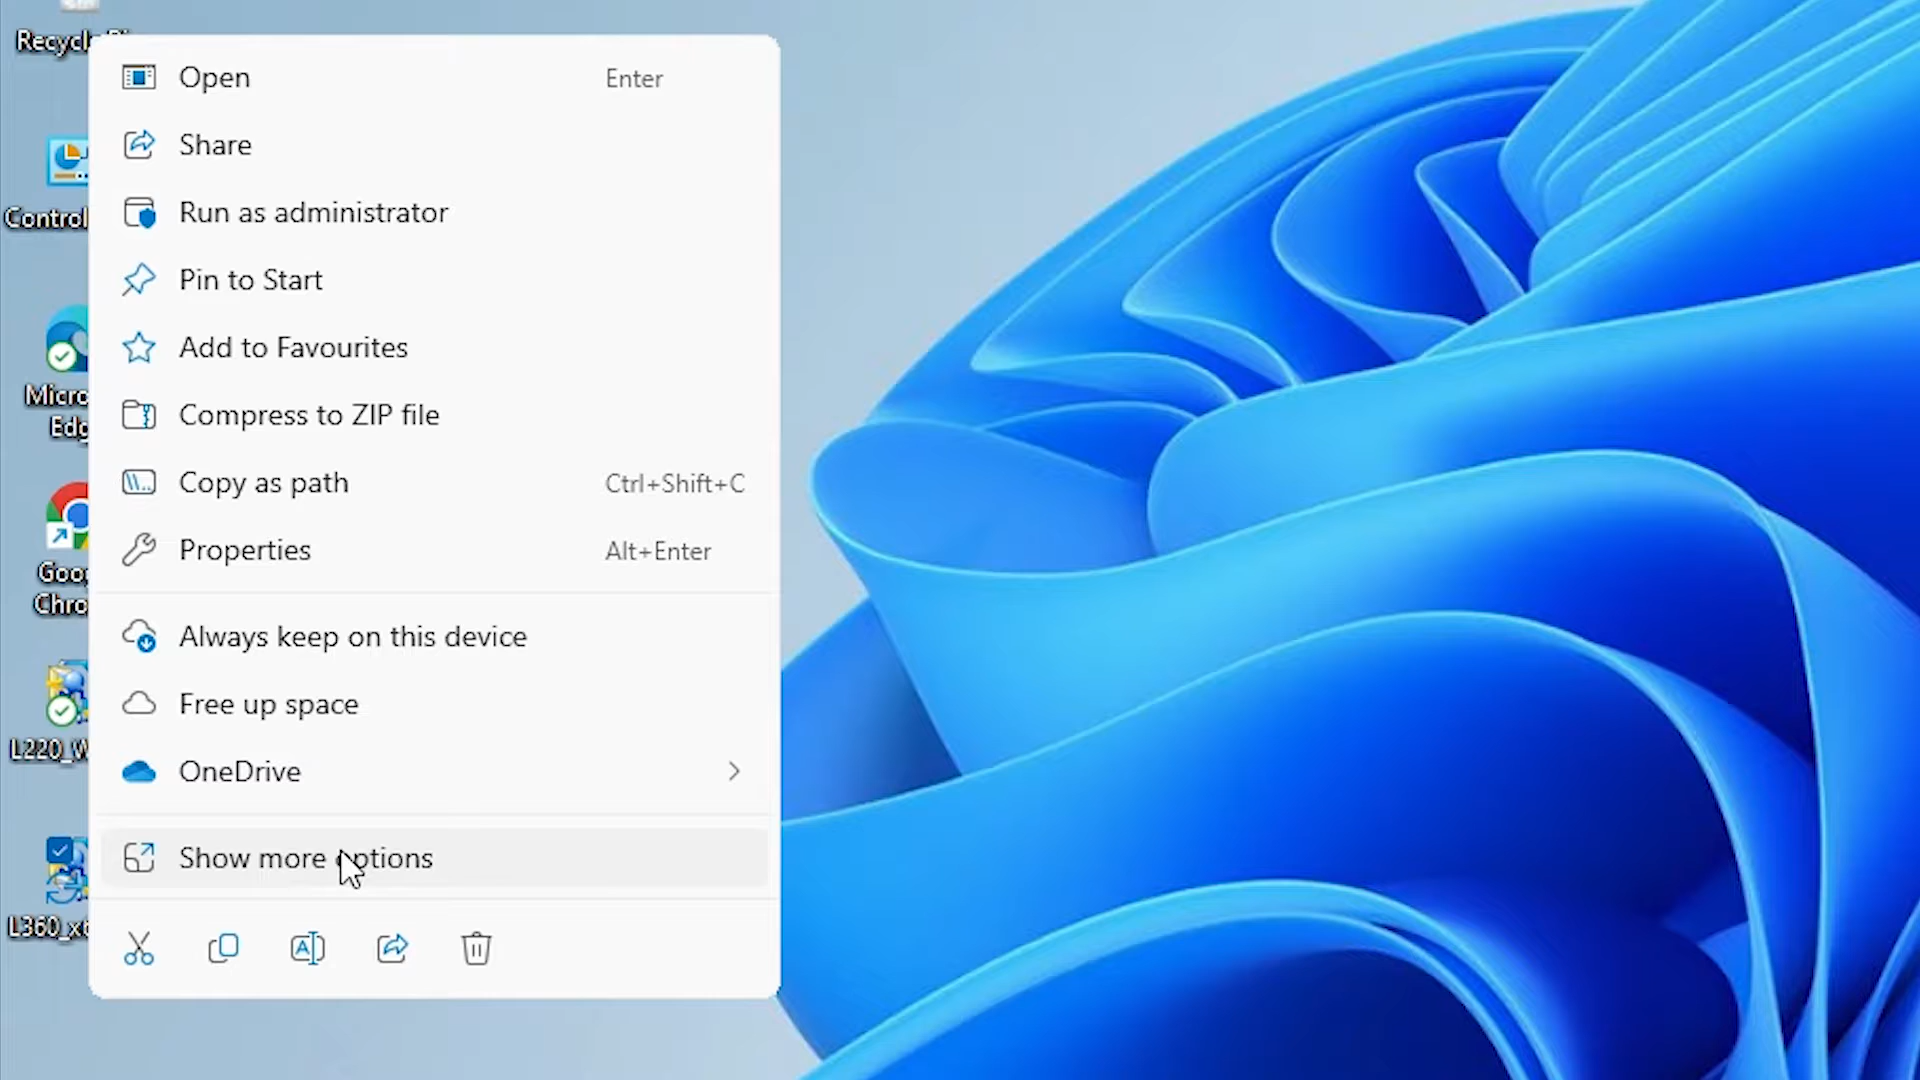 Open Enter
Share
Run as administrator
Pin to Start
Add to Favourites
Compress to ZIP file
Copy as path Ctrl+Shift+C
Properties Alt+Enter
Always keep on this device
Free up space
OneDrive
Show more options
Recycle Bin
Control
Micro
Edg
Goo
Chro
L220_W
L360_x6